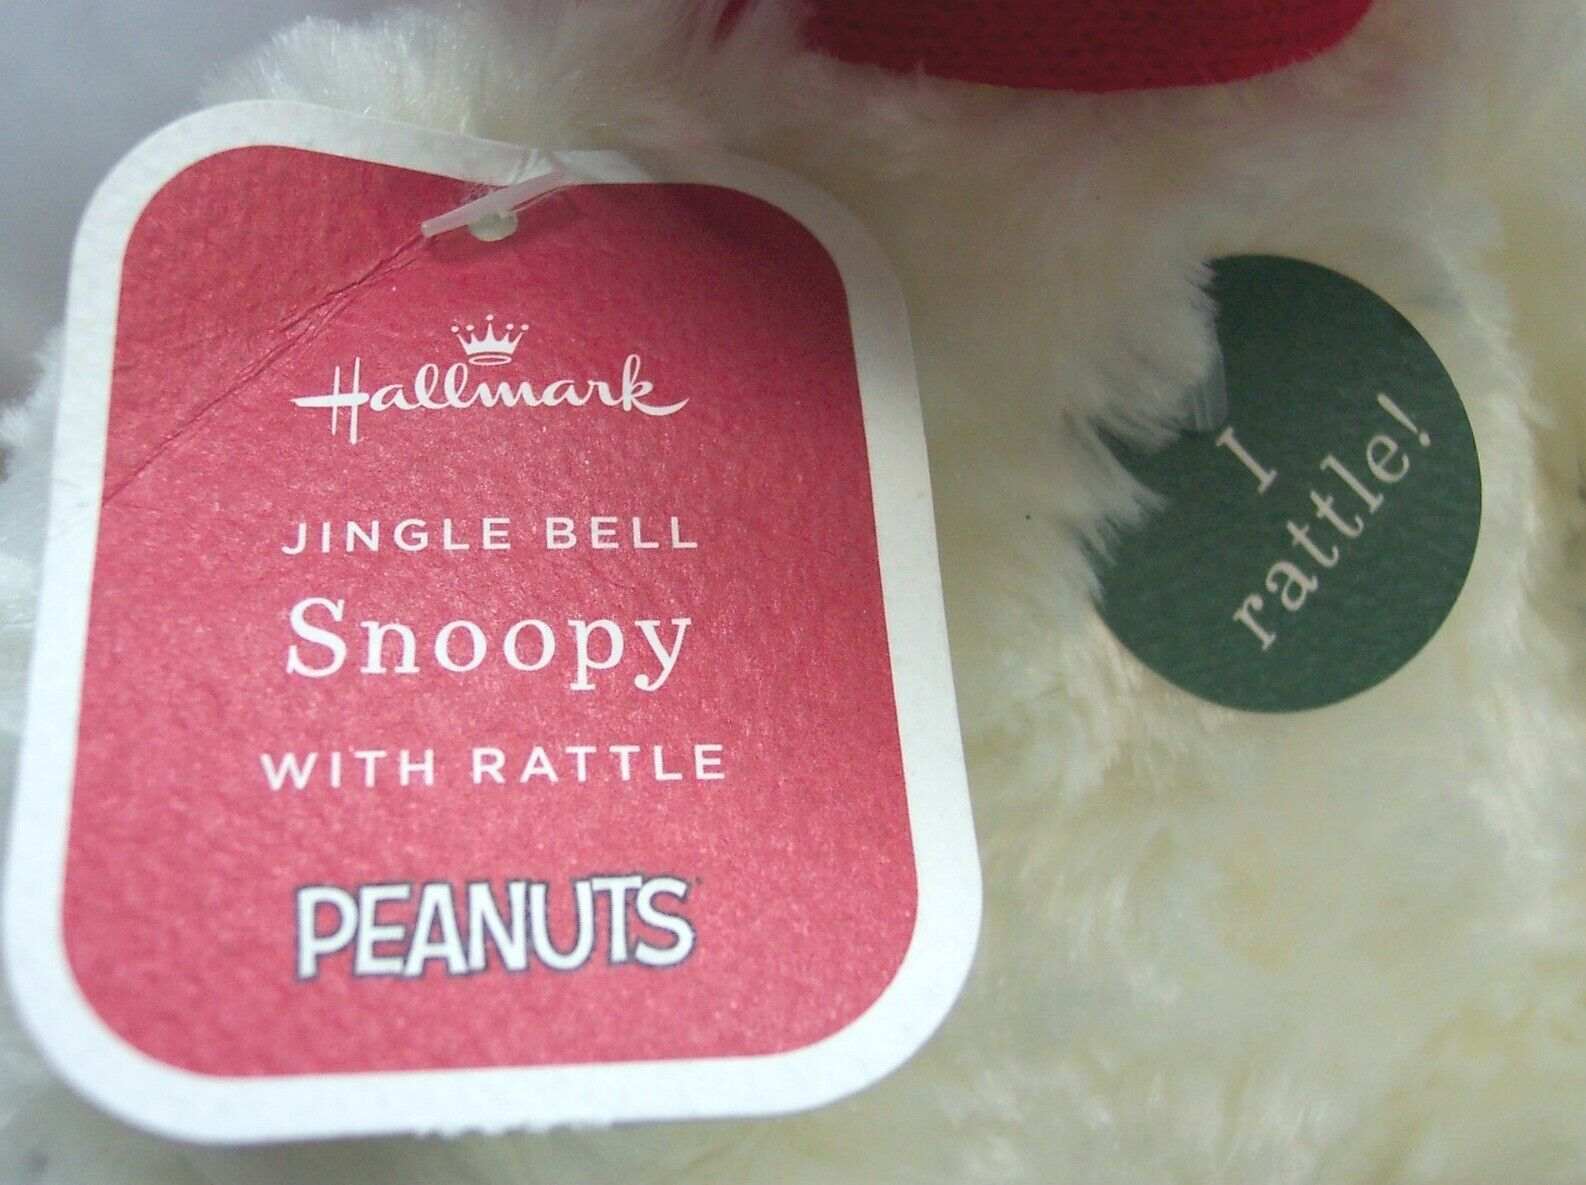 Hallmark
JINGLE BELL
Snoopy
WITH RATTLE
PEANUTS
I
rattle!